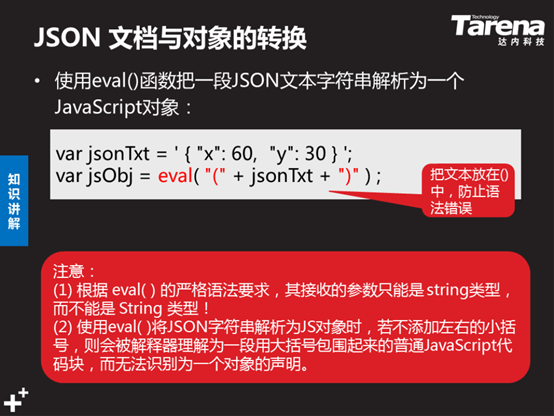 JSON 文档与对象的转换
Technology
Tarena
达内科技
• 使用eval()函数把一段JSON文本字符串解析为一个
JavaScript对象：
var jsonTxt = ' { "x": 60,  "y": 30 } ';
var jsObj = eval( "(" + jsonTxt + ")" ) ;
把文本放在()
中，防止语
法错误
知识讲解
注意：
(1) 根据 eval( ) 的严格语法要求，其接收的参数只能是 string类型，
而不能是 String 类型！
(2) 使用eval( )将JSON字符串解析为JS对象时，若不添加左右的小括
号，则会被解释器理解为一段用大括号包围起来的普通JavaScript代
码块，而无法识别为一个对象的声明。